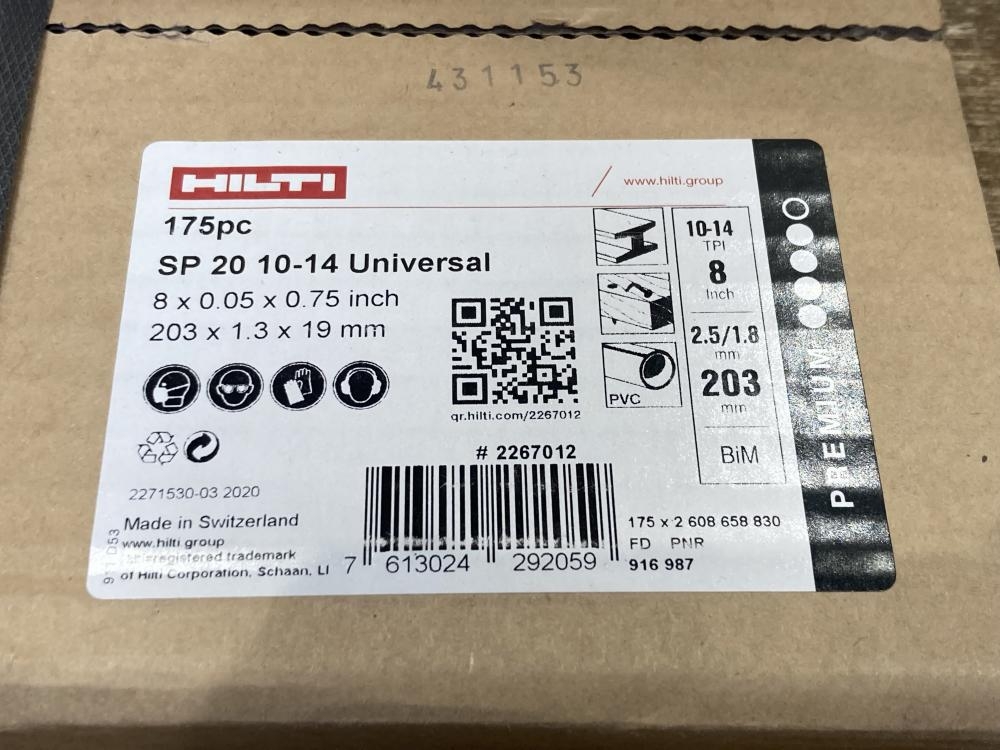 431153
HILTI
www.hilti.group
175pc
SP 20 10-14 Universal
8 x 0.05 x 0.75 inch
203 x 1.3 x 19 mm
qr.hilti.com/2267012
PVC
10-14
TPI
8
Inch
2.5/1.8
mm
203
mm
BiM
PREMIUM
# 2267012
2271530-03 2020
Made in Switzerland
www.hilti group
registered trademark
of Hilti Corporation, Schaan, LI
7 613024 292059
175 x 2 608 658 830
FD PNR
916 987